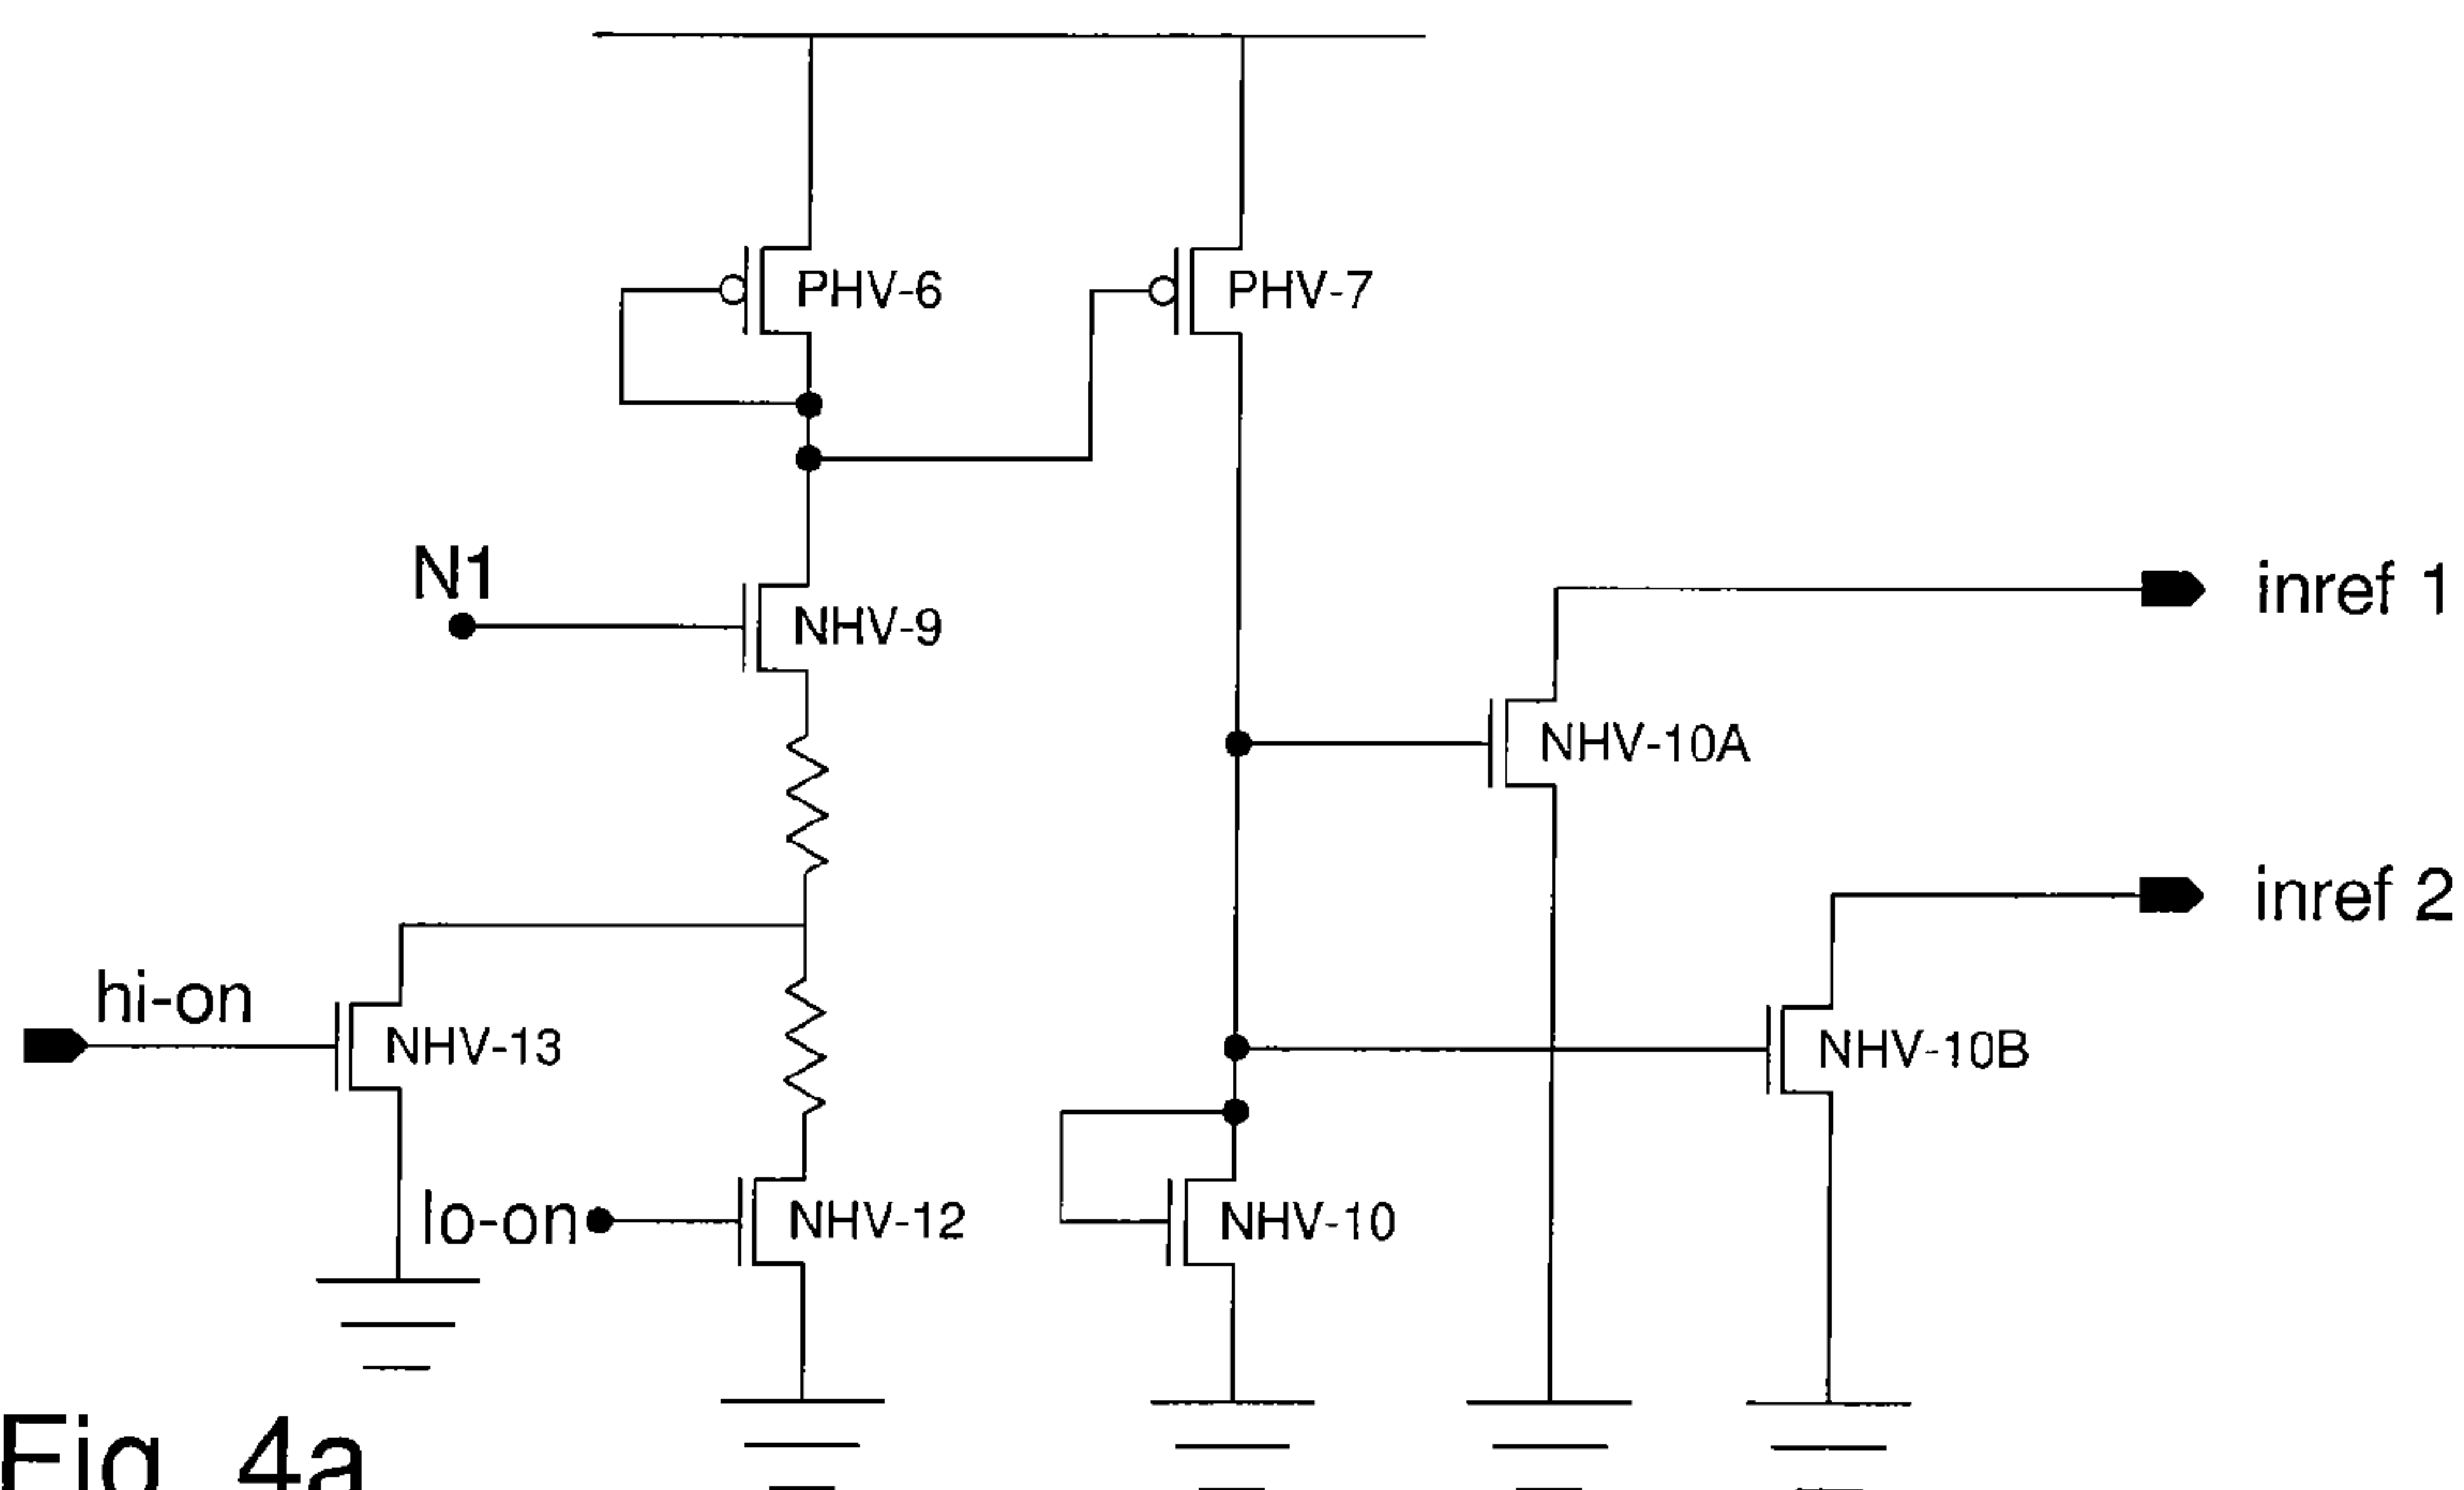 PHV-6
PHV-7
N1
NHV-9
inref 1
NHV-10A
inref 2
hi-on
NHV-13
NHV-10B
lo-on
NHV-12
NHV-10
Fig. 4a